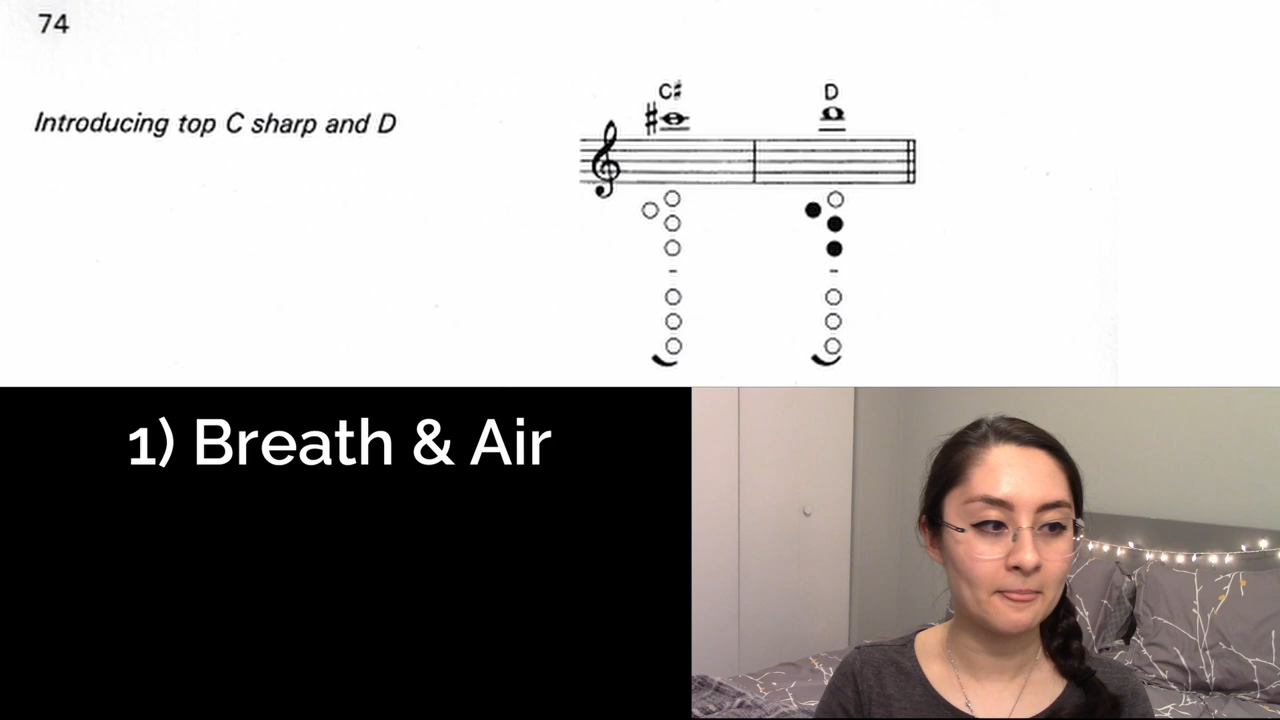 74
Introducing top C sharp and D
C♯
D
1) Breath & Air